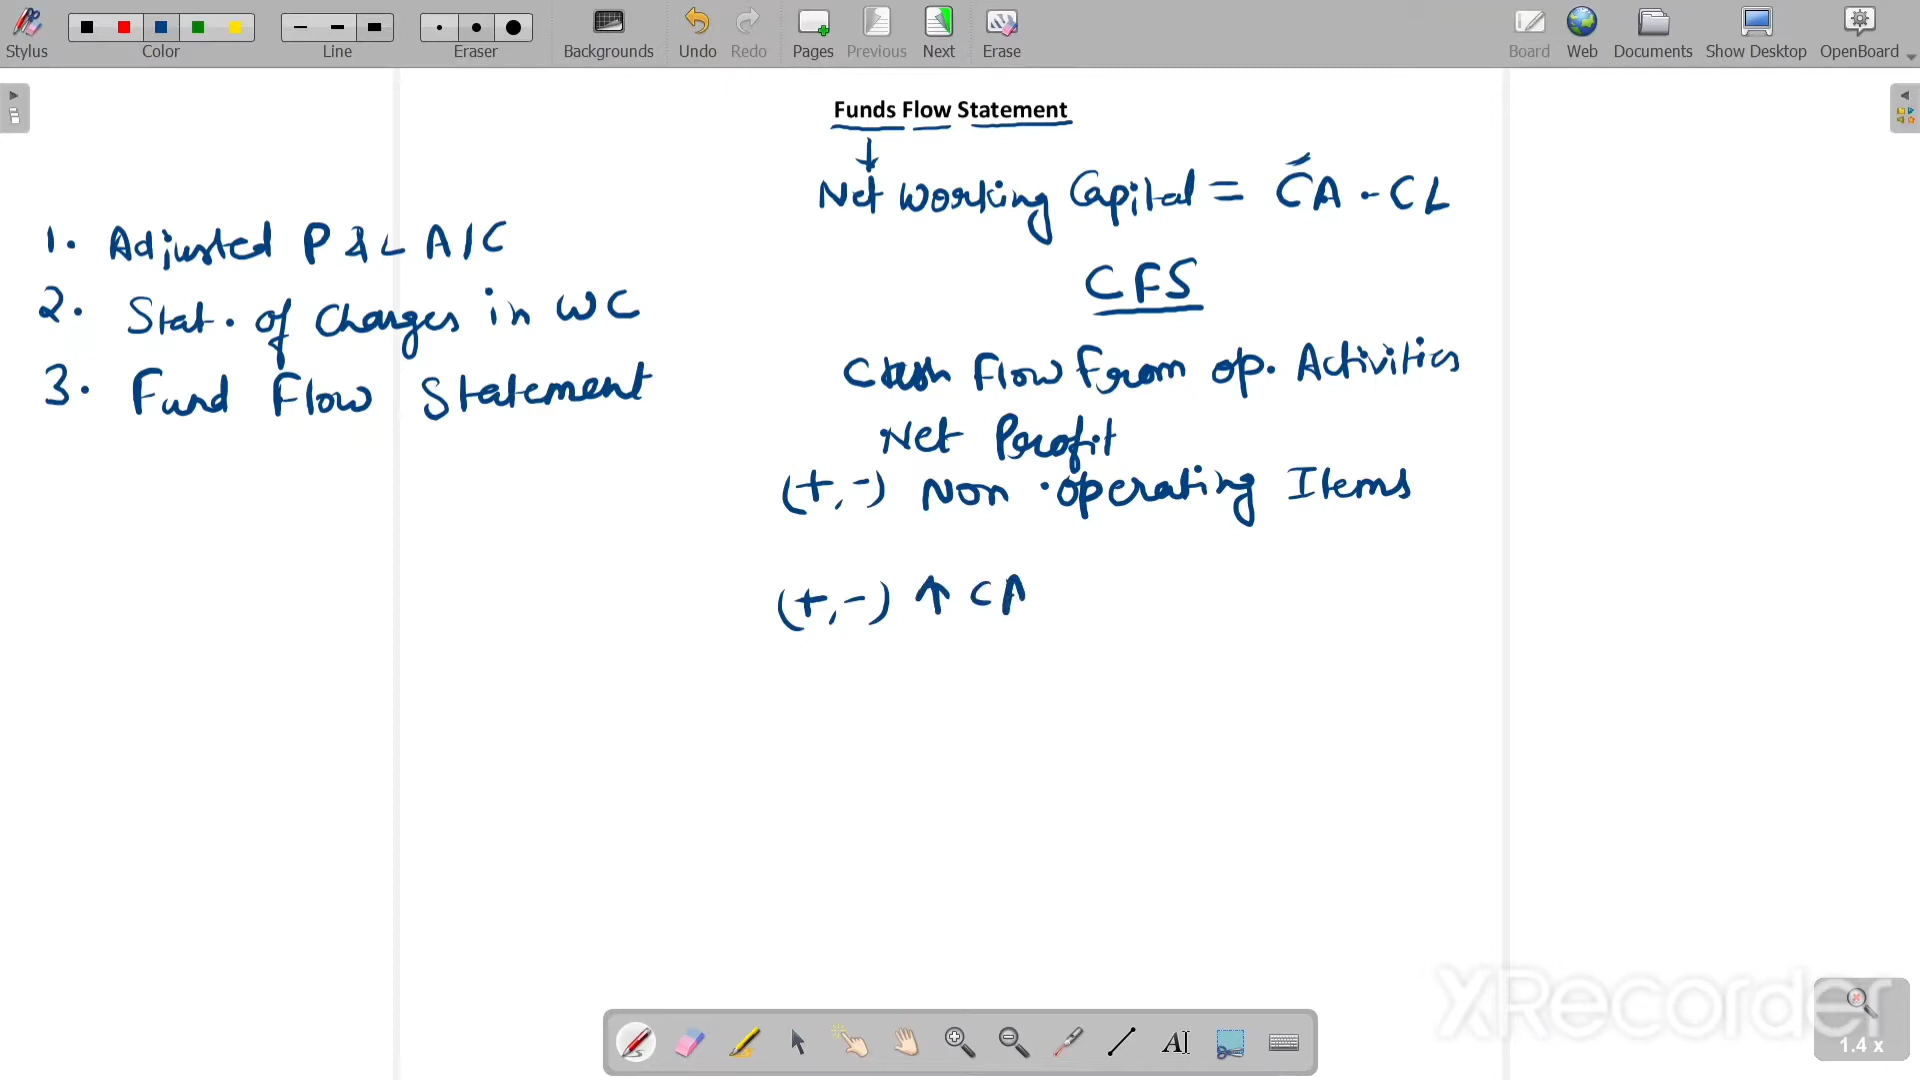 Stylus Color Line Eraser Backgrounds Undo Redo Pages Previous Next Erase Board Web Documents Show Desktop OpenBoard
Funds Flow Statement
Net Working Capital = CA - CL
CFS
Cash Flow From op. Activities
Net Profit
(+,-) Non-operating Items
(+,-) ↑ CA
1. Adjusted P & L A/C
2. Stat. of Changes in WC
3. Fund Flow Statement
XRecorder
1.4 x